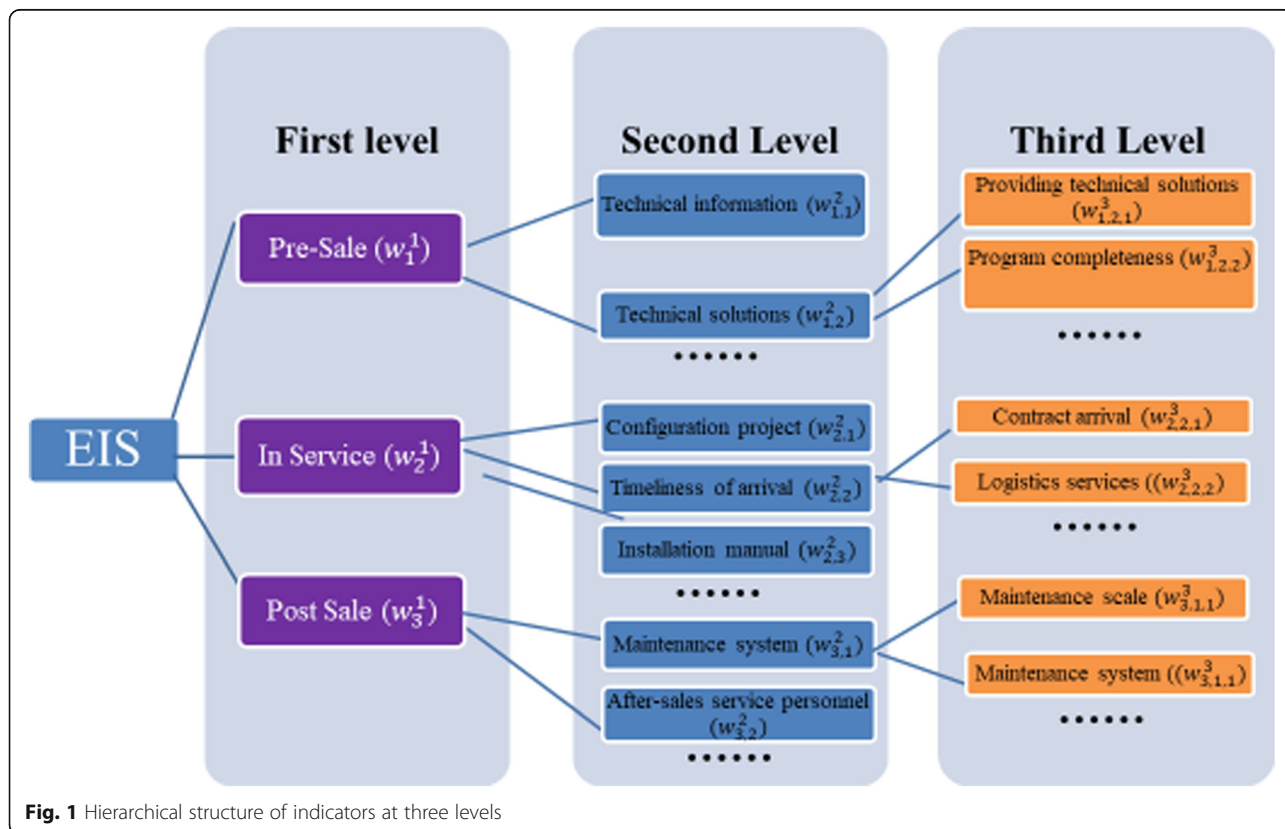 First level
Second Level
Third Level
EIS
Pre-Sale (w₁¹)
In Service (w₂¹)
Post Sale (w₃¹)
Technical information (w²₁,₁)
Technical solutions (w²₁,₂)
••••••
Configuration project (w²₂,₁)
Timeliness of arrival (w²₂,₂)
Installation manual (w²₂,₃)
••••••
Maintenance system (w²₃,₁)
After-sales service personnel
(w²₃,₂)
••••••
Providing technical solutions
(w³₁,₂,₁)
Program completeness (w³₁,₂,₂)
••••••
Contract arrival (w³₂,₂,₁)
Logistics services ((w³₂,₂,₂)
••••••
Maintenance scale (w³₃,₁,₁)
Maintenance system ((w³₃,₁,₁)
••••••
Fig. 1 Hierarchical structure of indicators at three levels